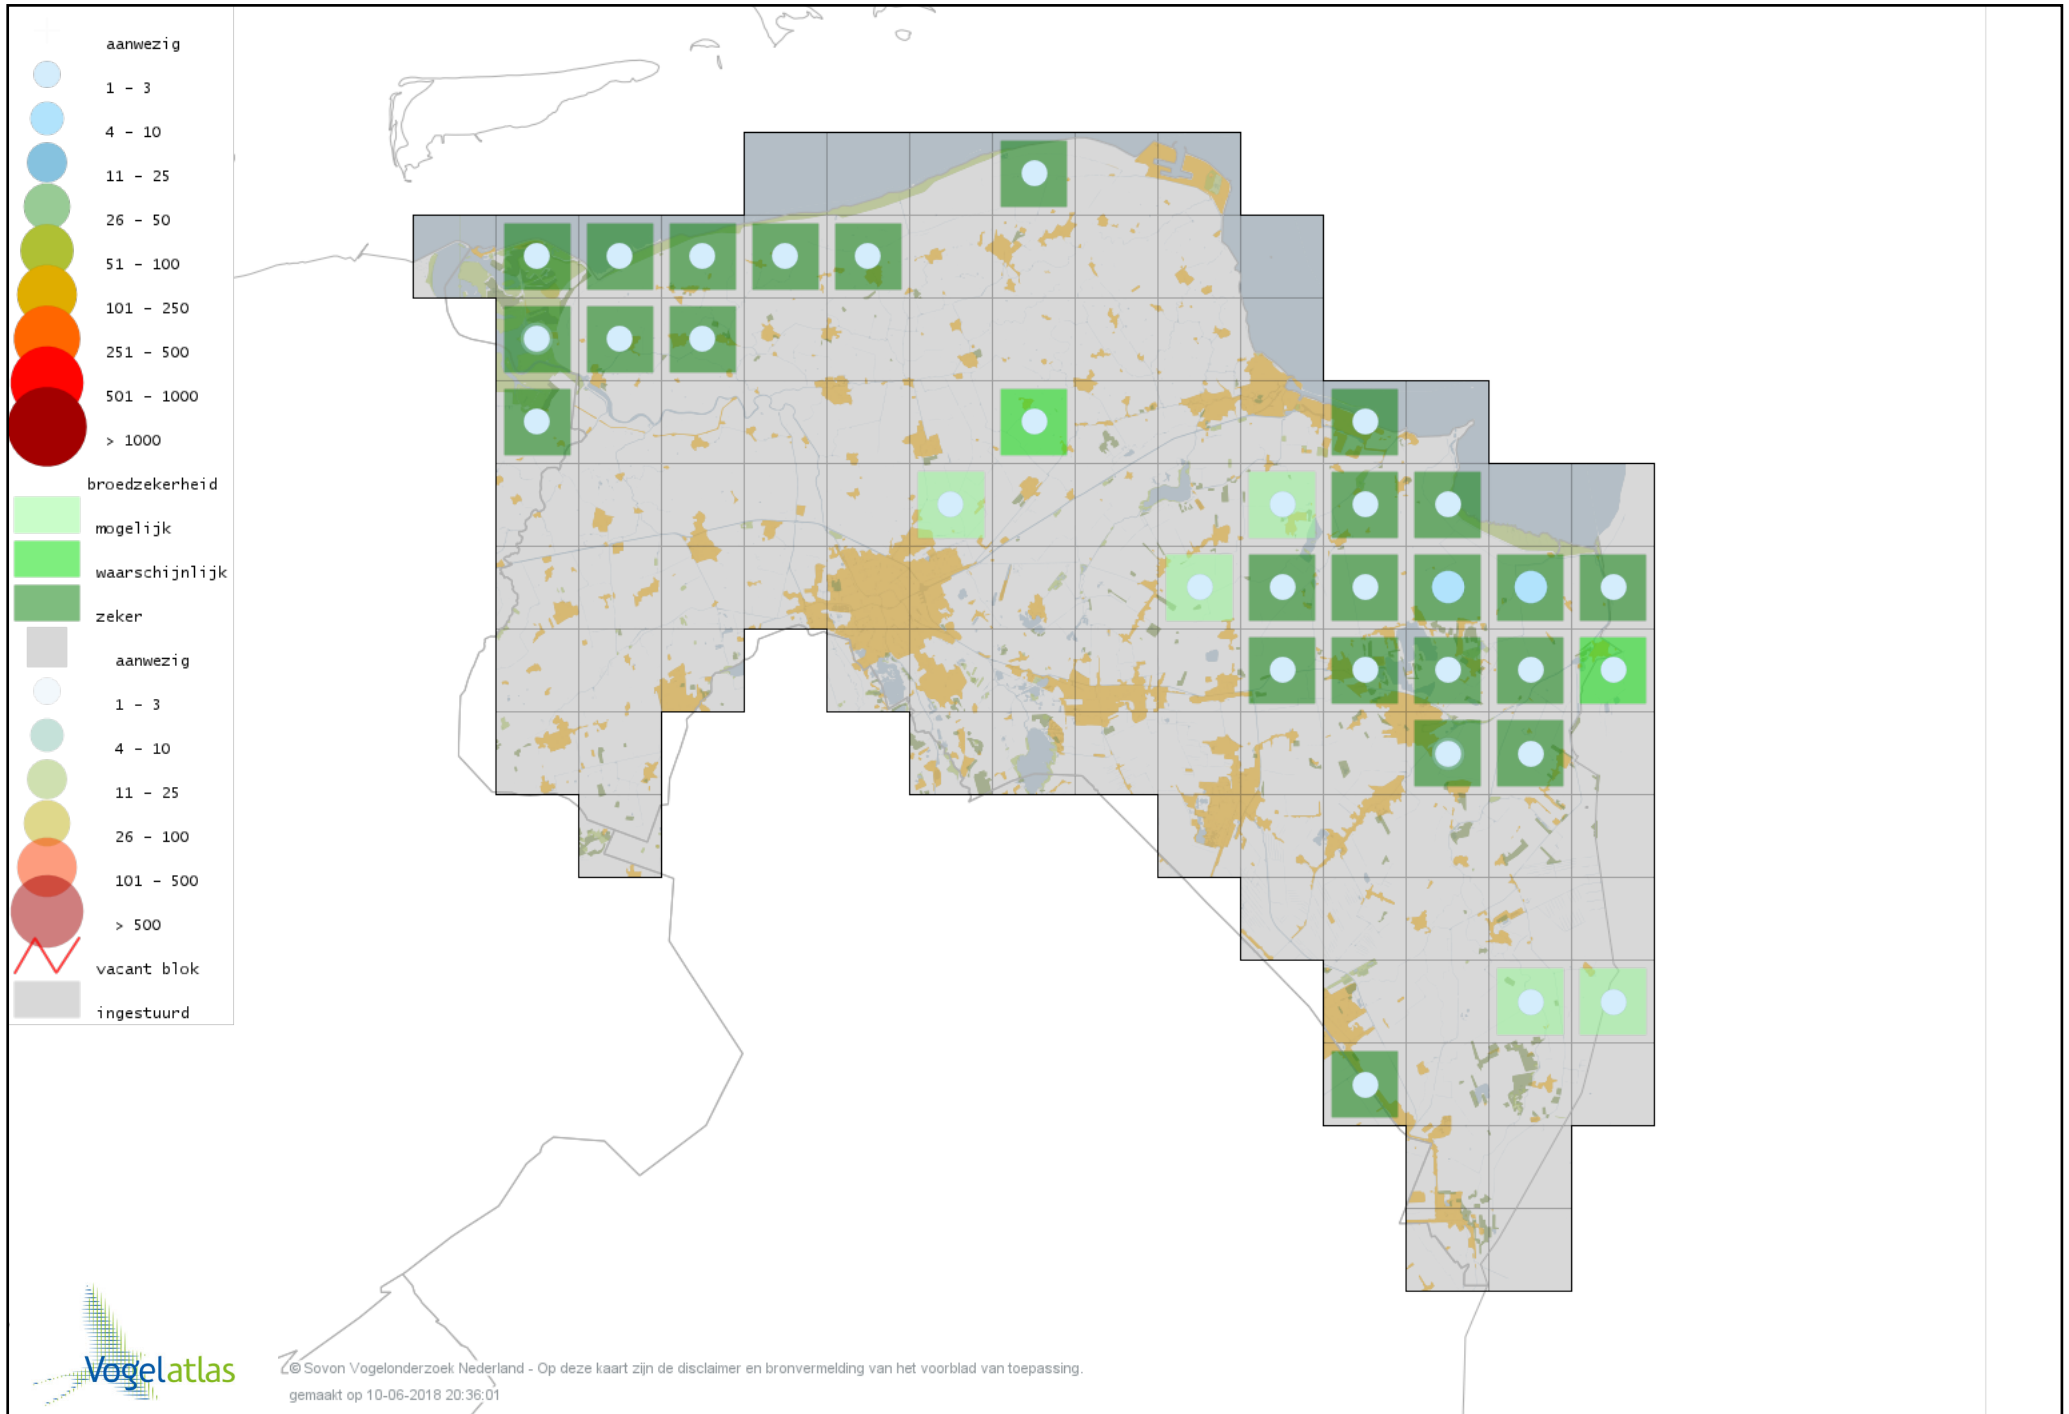 aanwezig
1 - 3
4 - 10
11 - 25
26 - 50
51 - 100
101 - 250
251 - 500
501 - 1000
> 1000
broedzekerheid
mogelijk
waarschijnlijk
zeker
aanwezig
1 - 3
4 - 10
11 - 25
26 - 100
101 - 500
> 500
vacant blok
ingestuurd
Vogelatlas
© Sovon Vogelonderzoek Nederland - Op deze kaart zijn de disclaimer en bronvermelding van het voorblad van toepassing.
gemaakt op 10-06-2018 20:36:01